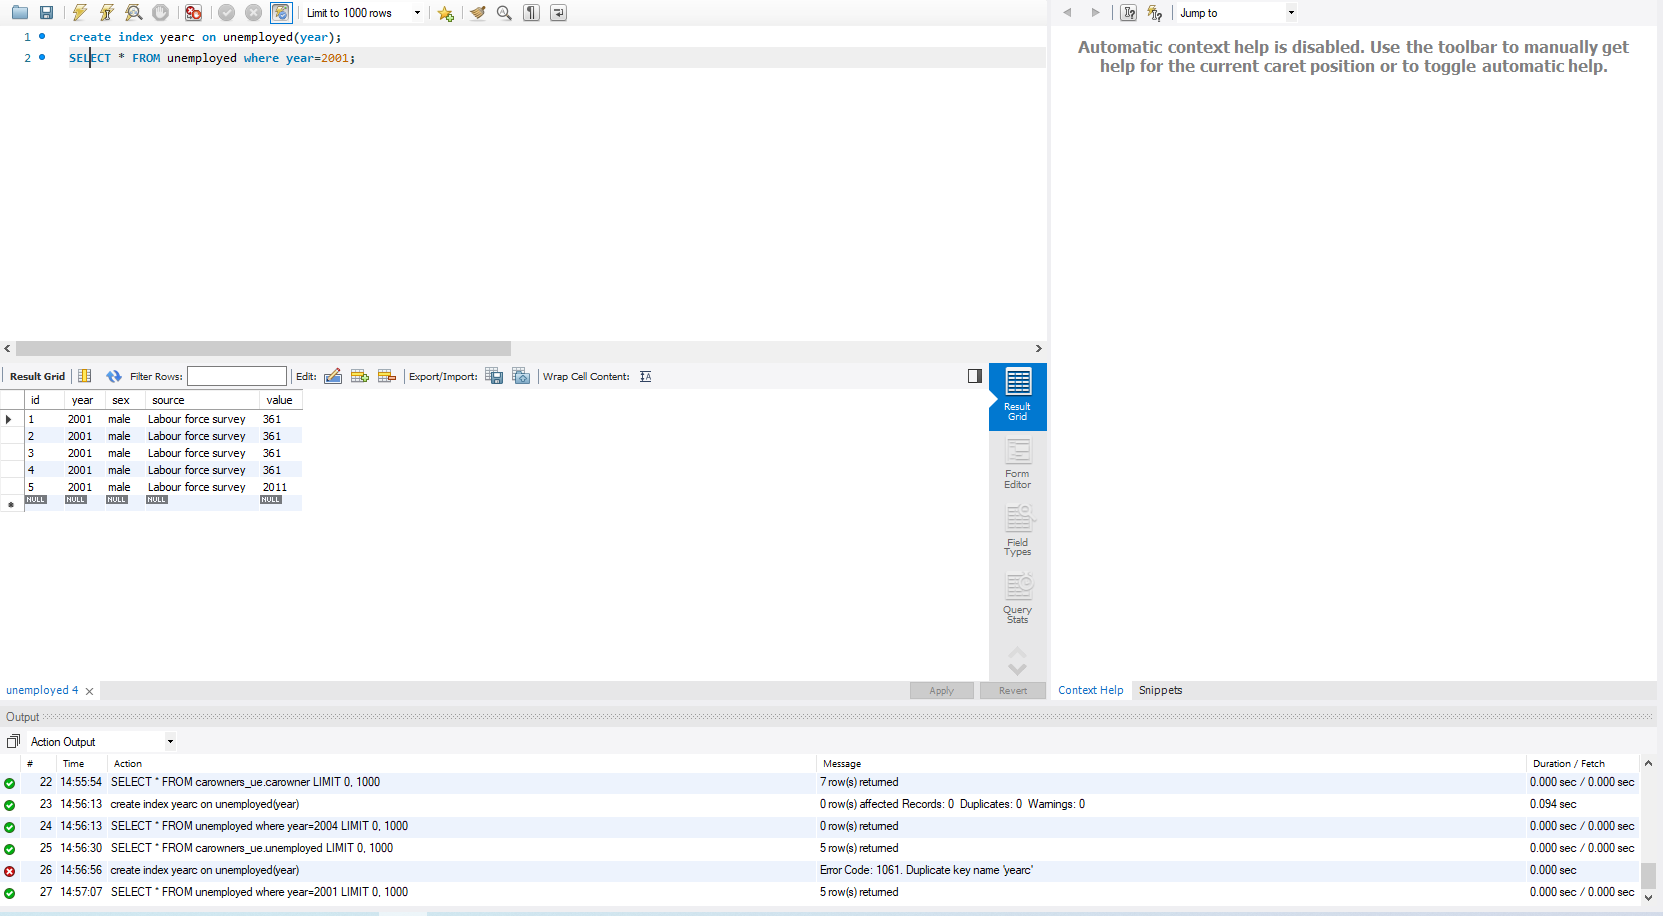 Limit to 1000 rows
Jump to
1 create index yearc on unemployed(year);
2 SELECT * FROM unemployed where year=2001;
Automatic context help is disabled. Use the toolbar to manually get
help for the current caret position or to toggle automatic help.
Result Grid Filter Rows: Edit: Export/Import: Wrap Cell Content:
id year sex source value
1 2001 male Labour force survey 361
2 2001 male Labour force survey 361
3 2001 male Labour force survey 361
4 2001 male Labour force survey 361
5 2001 male Labour force survey 2011
NULL NULL NULL NULL NULL
Result
Grid
Form
Editor
Field
Types
Query
Stats
unemployed 4
Apply Revert
Context Help Snippets
Output
Action Output
# Time Action Message Duration / Fetch
22 14:55:54 SELECT * FROM carowners_ue.carowner LIMIT 0, 1000 7 row(s) returned 0.000 sec / 0.000 sec
23 14:56:13 create index yearc on unemployed(year) 0 row(s) affected Records: 0 Duplicates: 0 Warnings: 0 0.094 sec
24 14:56:13 SELECT * FROM unemployed where year=2004 LIMIT 0, 1000 0 row(s) returned 0.000 sec / 0.000 sec
25 14:56:30 SELECT * FROM carowners_ue.unemployed LIMIT 0, 1000 5 row(s) returned 0.000 sec / 0.000 sec
26 14:56:56 create index yearc on unemployed(year) Error Code: 1061. Duplicate key name 'yearc' 0.000 sec
27 14:57:07 SELECT * FROM unemployed where year=2001 LIMIT 0, 1000 5 row(s) returned 0.000 sec / 0.000 sec